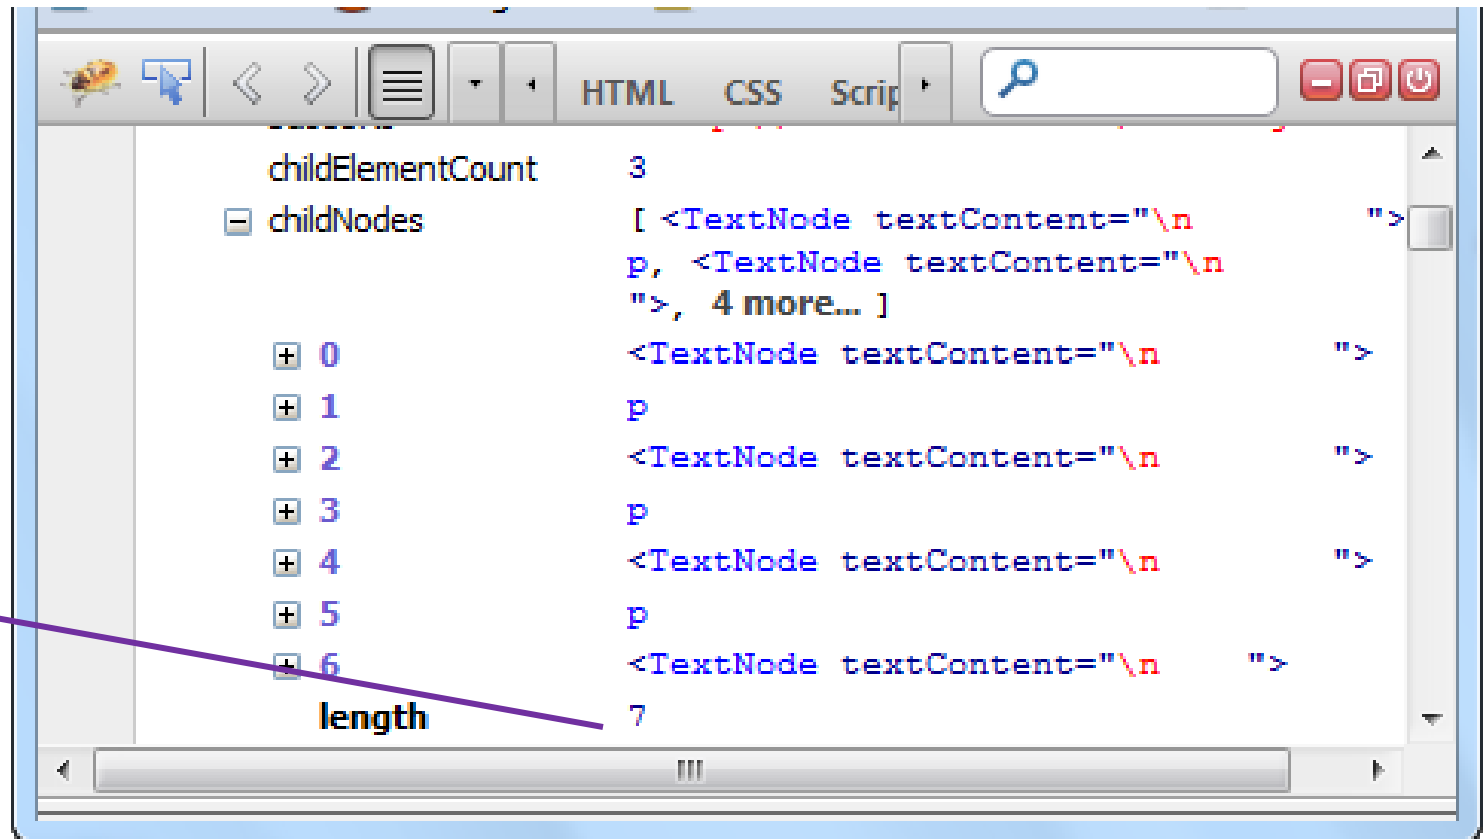 HTML CSS Scrip
childElementCount 3
childNodes [ <TextNode textContent="\n ">
p, <TextNode textContent="\n
">, 4 more... ]
0 <TextNode textContent="\n ">
1 p
2 <TextNode textContent="\n ">
3 p
4 <TextNode textContent="\n ">
5 p
6 <TextNode textContent="\n ">
length 7